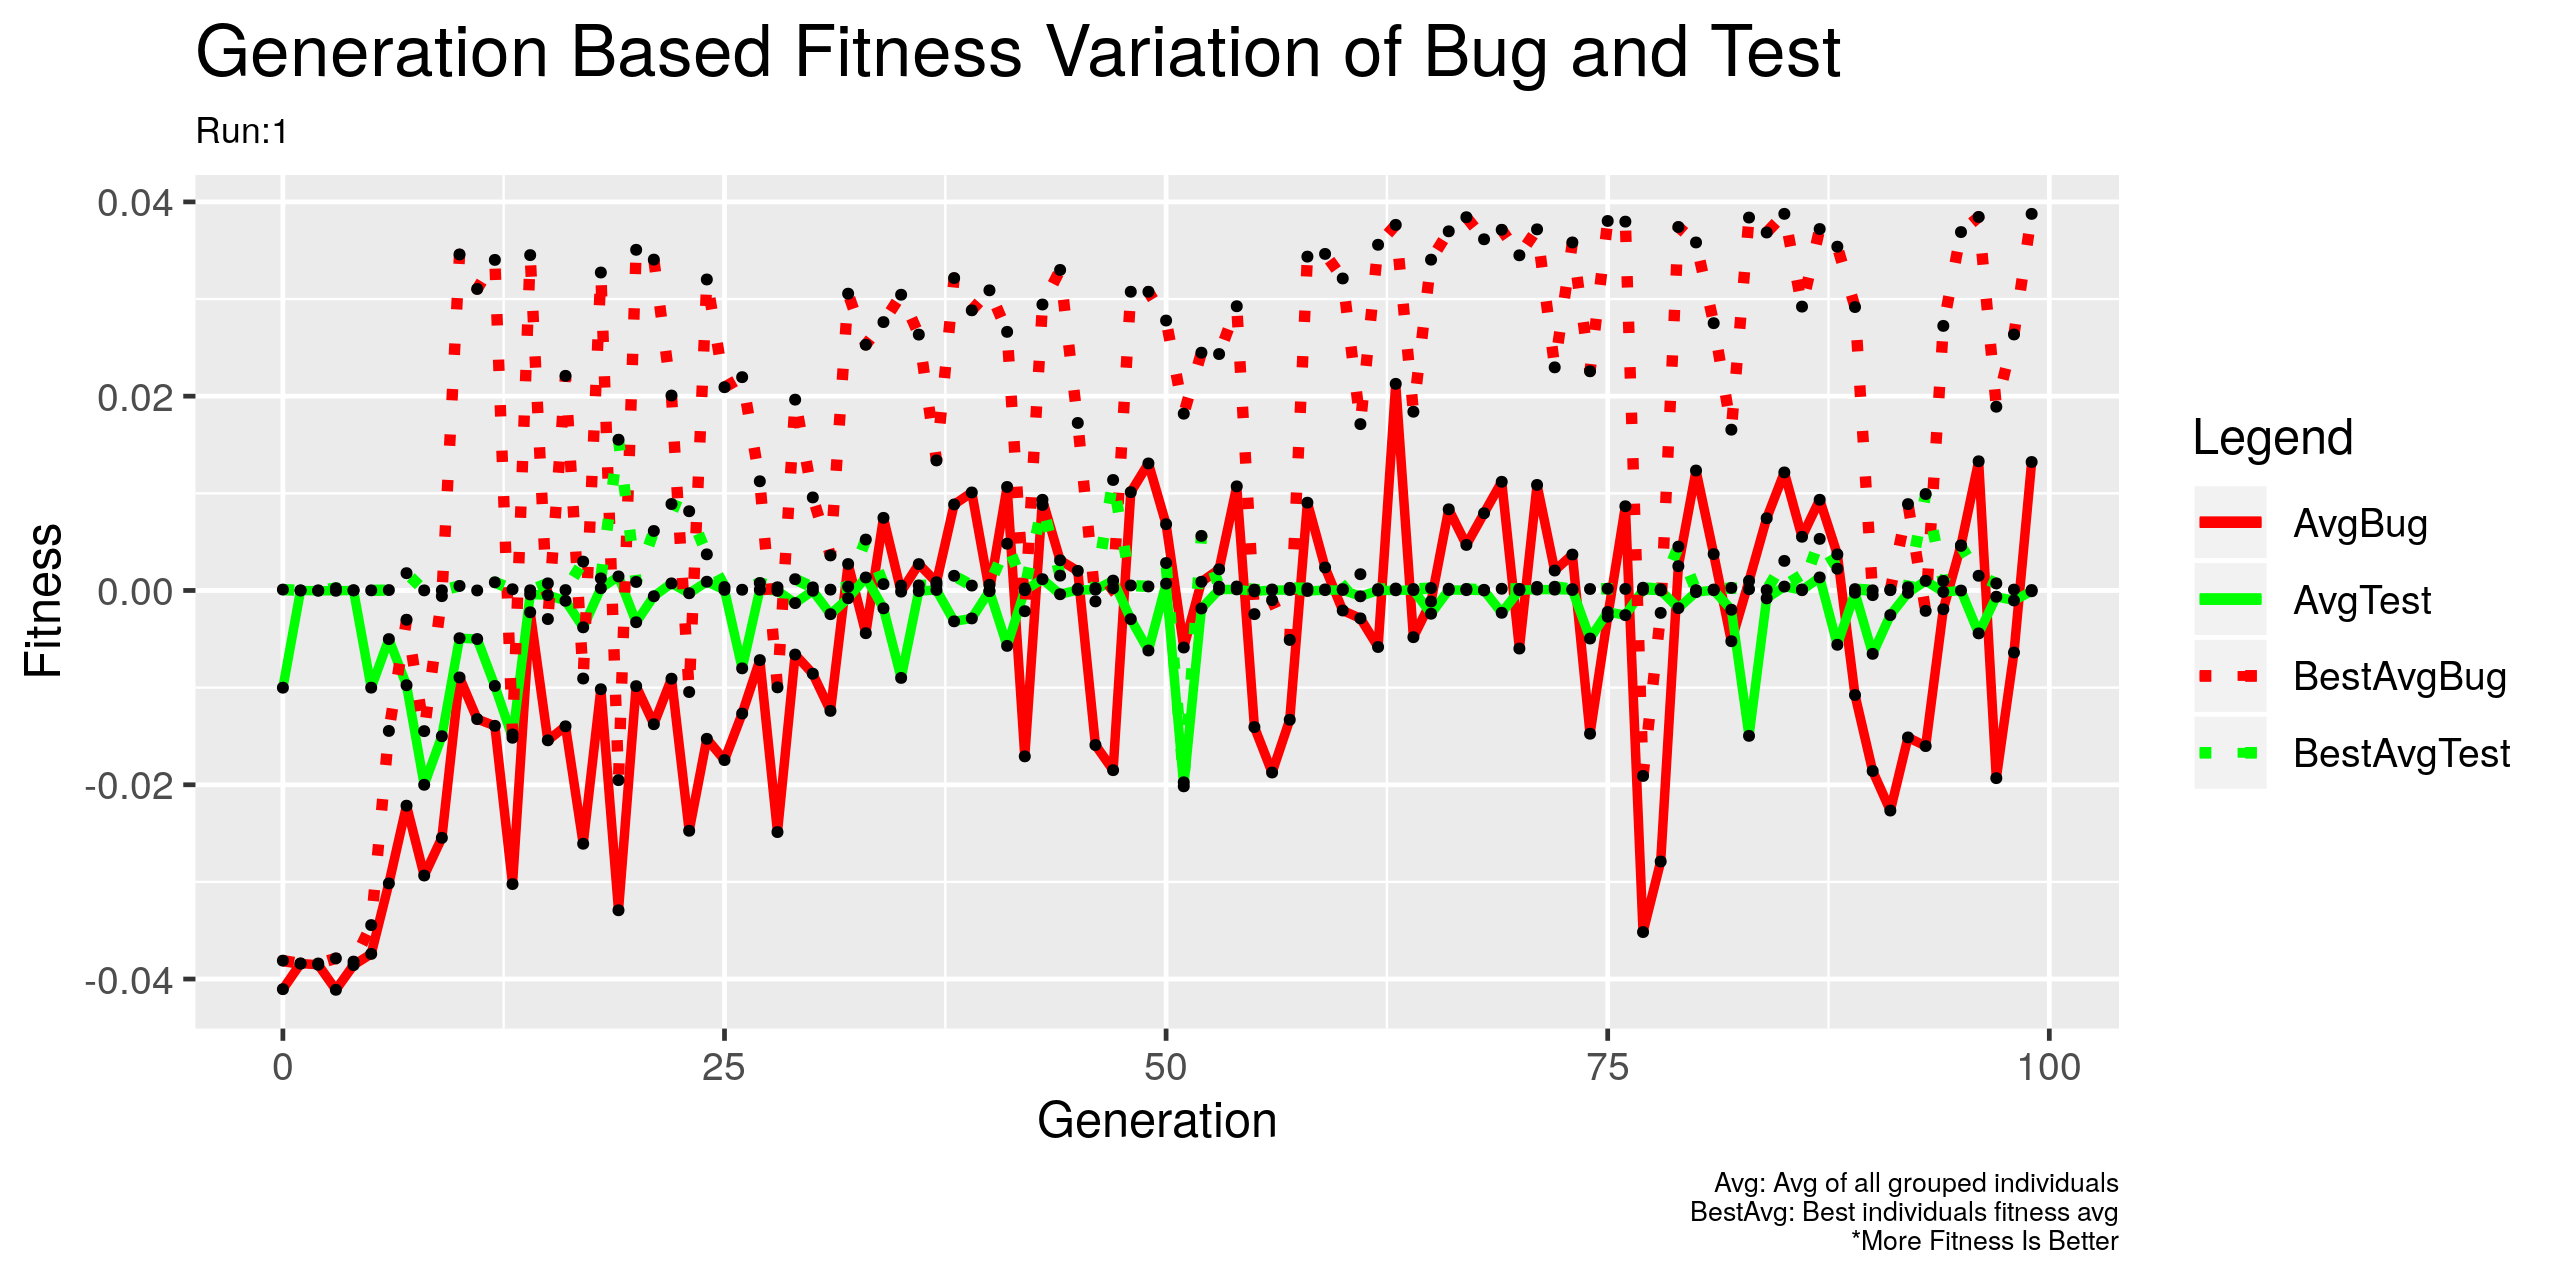 Generation Based Fitness Variation of Bug and Test
Run:1
0.04
0.02
0.00
-0.02
-0.04
Fitness
0 25 50 75 100
Generation
Legend
AvgBug
AvgTest
BestAvgBug
BestAvgTest
Avg: Avg of all grouped individuals
BestAvg: Best individuals fitness avg
*More Fitness Is Better